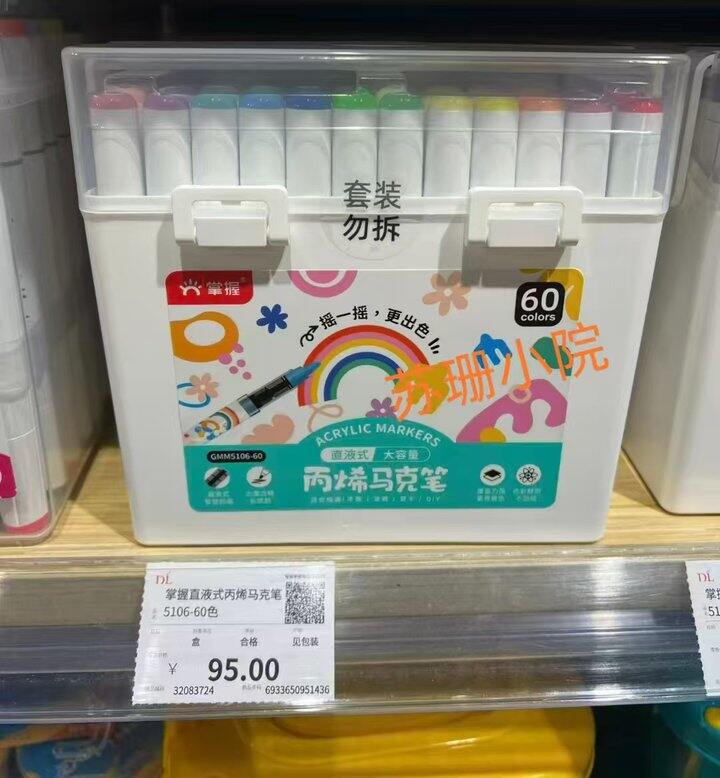 套装
勿拆
掌握
60
colors
摇一摇，更出色
苏珊小院
ACRYLIC MARKERS
GMM5106-60
直液式 大容量
丙烯马克笔
DL
掌握直液式丙烯马克笔
5106-60色
盒 合格 见包装
¥ 95.00
32083724 6933650951436
DL